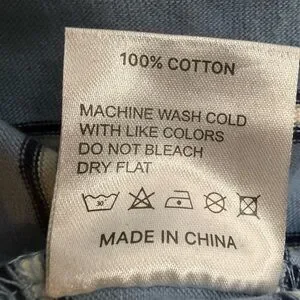 100% COTTON
MACHINE WASH COLD
WITH LIKE COLORS
DO NOT BLEACH
DRY FLAT
30
MADE IN CHINA